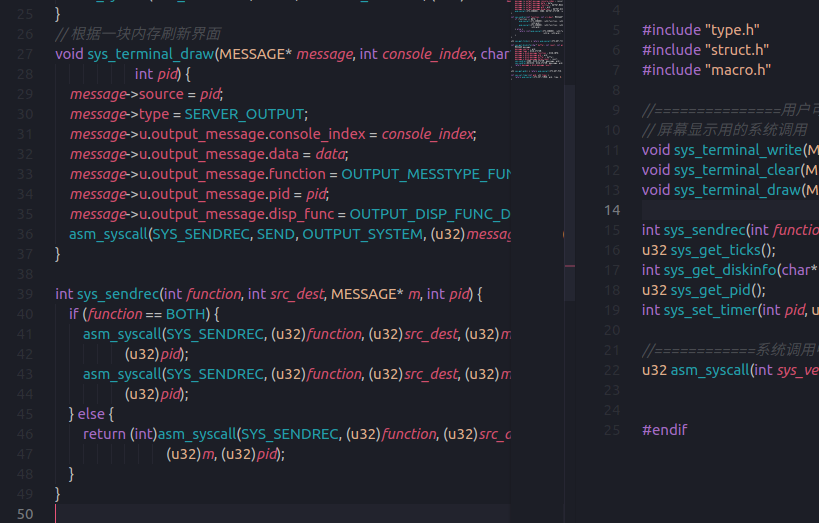 25 }
26 // 根据一块内存刷新界面
27 void sys_terminal_draw(MESSAGE* message, int console_index, char
28 int pid) {
29 message->source = pid;
30 message->type = SERVER_OUTPUT;
31 message->u.output_message.console_index = console_index;
32 message->u.output_message.data = data;
33 message->u.output_message.function = OUTPUT_MESSTYPE_FUN
34 message->u.output_message.pid = pid;
35 message->u.output_message.disp_func = OUTPUT_DISP_FUNC_D
36 asm_syscall(SYS_SENDREC, SEND, OUTPUT_SYSTEM, (u32)messag
37 }
38
39 int sys_sendrec(int function, int src_dest, MESSAGE* m, int pid) {
40 if (function == BOTH) {
41 asm_syscall(SYS_SENDREC, (u32)function, (u32)src_dest, (u32)m
42 (u32)pid);
43 asm_syscall(SYS_SENDREC, (u32)function, (u32)src_dest, (u32)m
44 (u32)pid);
45 } else {
46 return (int)asm_syscall(SYS_SENDREC, (u32)function, (u32)src_d
47 (u32)m, (u32)pid);
48 }
49 }
50
4
5 #include "type.h"
6 #include "struct.h"
7 #include "macro.h"
8
9 //===============用户可
10 // 屏幕显示用的系统调用
11 void sys_terminal_write(M
12 void sys_terminal_clear(M
13 void sys_terminal_draw(M
14
15 int sys_sendrec(int functio
16 u32 sys_get_ticks();
17 int sys_get_diskinfo(char*
18 u32 sys_get_pid();
19 int sys_set_timer(int pid, u
20
21 //============系统调用
22 u32 asm_syscall(int sys_ve
23
24
25 #endif